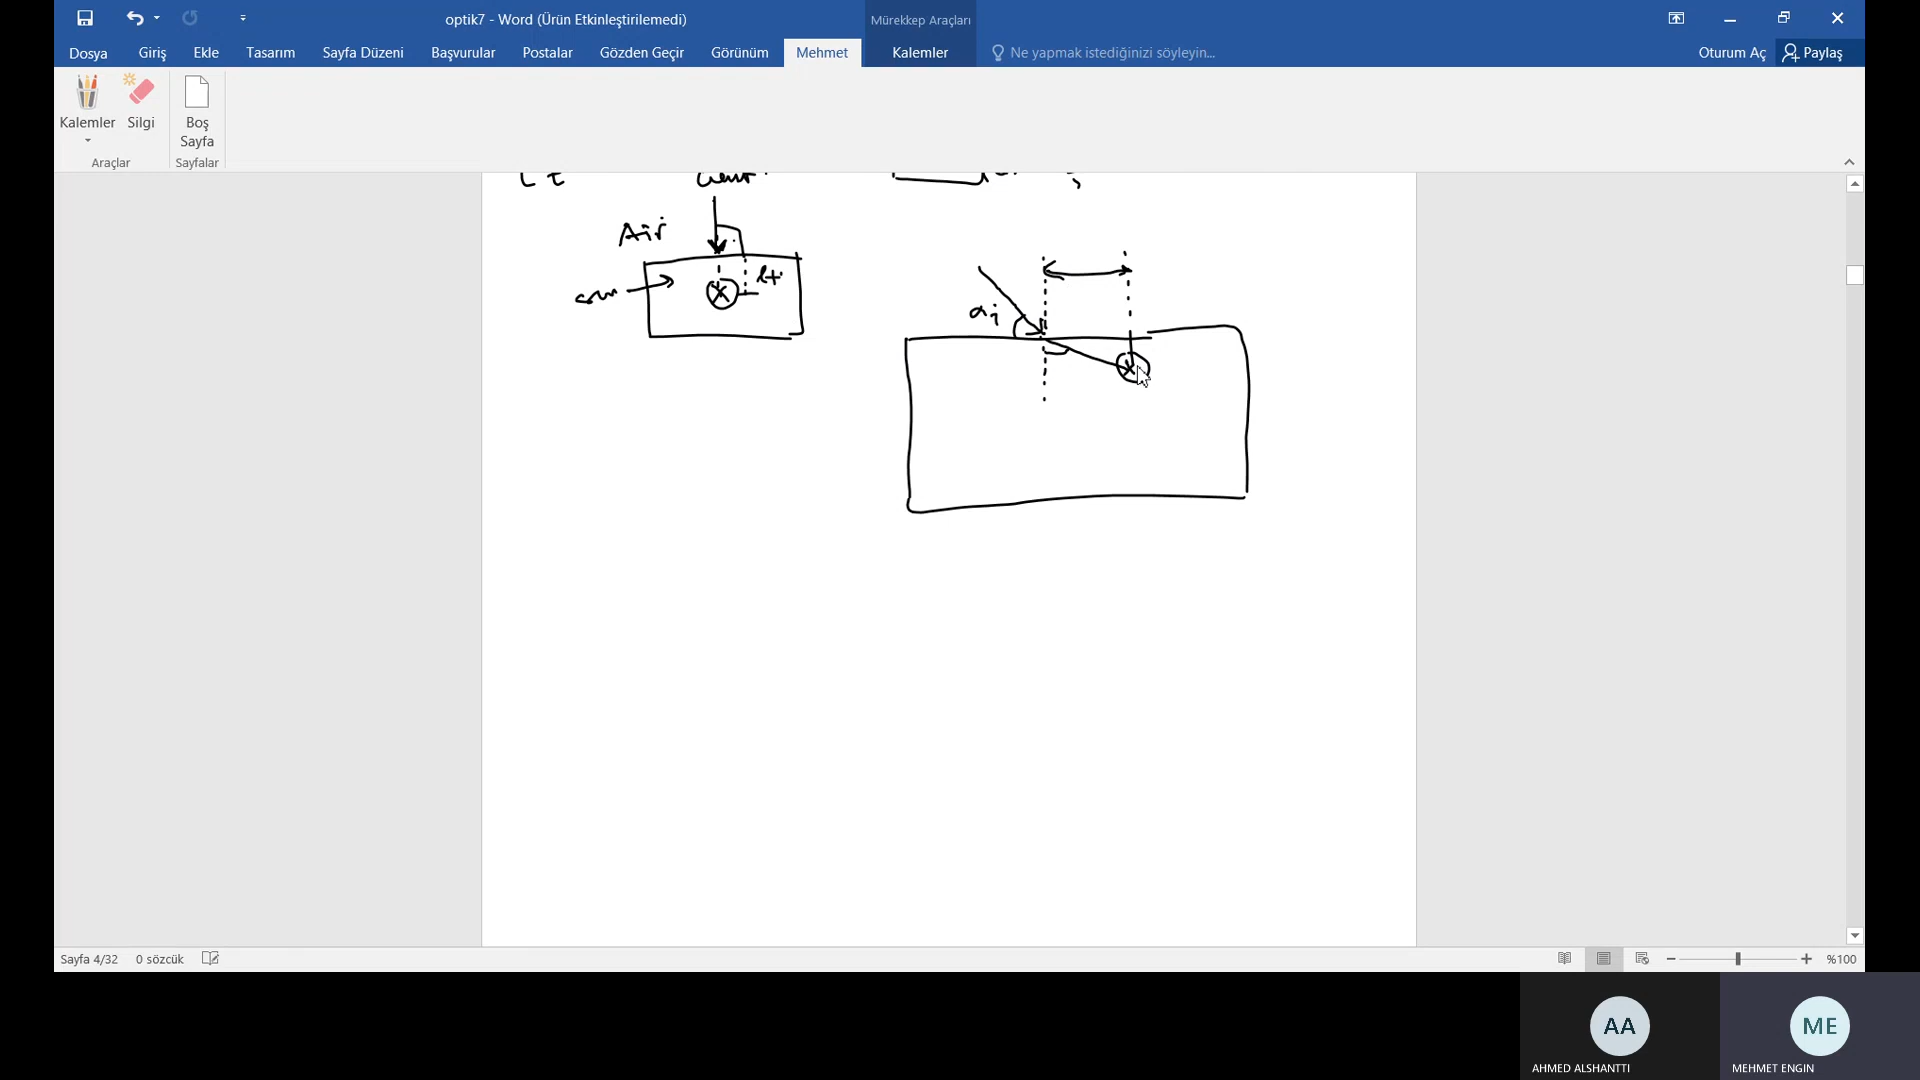 optik7 - Word (Ürün Etkinleştirilemedi)
Mürekkep Araçları
Dosya
Giriş
Ekle
Tasarım
Sayfa Düzeni
Başvurular
Postalar
Gözden Geçir
Görünüm
Mehmet
Kalemler
Ne yapmak istediğinizi söyleyin...
Oturum Aç
Paylaş
Kalemler
Silgi
Boş
Sayfa
Araçlar
Sayfalar
Air
αi
Sayfa 4/32
0 sözcük
%100
AA
ME
AHMED ALSHANTTI
MEHMET ENGIN